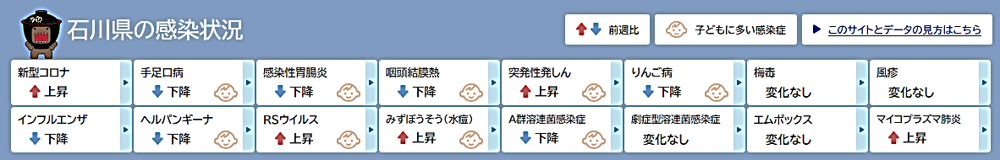 石川県の感染状況
前週比
子どもに多い感染症
このサイトとデータの見方はこちら
新型コロナ
上昇
手足口病
下降
感染性胃腸炎
下降
咽頭結膜熱
下降
突発性発しん
上昇
りんご病
下降
梅毒
変化なし
風疹
変化なし
インフルエンザ
下降
ヘルパンギーナ
下降
RSウイルス
上昇
みずぼうそう(水痘)
上昇
A群溶連菌感染症
下降
劇症型溶連菌感染症
変化なし
エムポックス
変化なし
マイコプラズマ肺炎
上昇